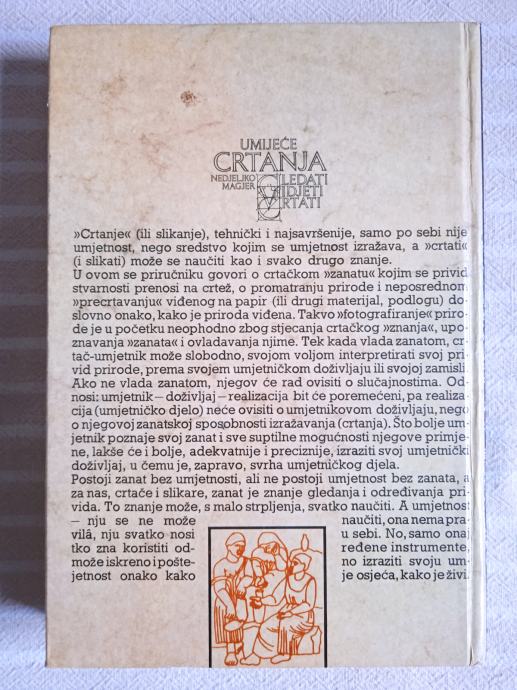 UMIJEĆE
CRTANJA
NEDJELJKO
MAGJER
GLEDATI
VIDJETI
CRTATI
»Crtanje« (ili slikanje), tehnički i najsavršenije, samo po sebi nije
umjetnost, nego sredstvo kojim se umjetnost izražava, a »crtati«
(i slikati) može se naučiti kao i svako drugo znanje.
U ovom se priručniku govori o crtačkom »zanatu« kojim se privid
stvarnosti prenosi na crtež, o promatranju prirode i neposrednom
»precrtavanju« viđenog na papir (ili drugi materijal, podlogu) do-
slovno onako, kako je priroda viđena. Takvo »fotografiranje« priro-
de je u početku neophodno zbog stjecanja crtačkog »znanja«, upo-
znavanja »zanata« i ovladavanja njime. Tek kada vlada zanatom, cr-
tač-umjetnik može slobodno, svojom voljom interpretirati svoj pri-
vid prirode, prema svojem umjetničkom doživljaju ili svojoj zamisli.
Ako ne vlada zanatom, njegov će rad ovisiti o slučajnostima. Od-
nosi: umjetnik — doživljaj — realizacija bit će poremećeni, pa realiza-
cija (umjetničko djelo) neće ovisiti o umjetnikovom doživljaju, nego
o njegovoj zanatskoj sposobnosti izražavanja (crtanja). Što bolje um-
jetnik poznaje svoj zanat i sve suptilne mogućnosti njegove primje-
ne, lakše će i bolje, adekvatnije i preciznije, izraziti svoj umjetnički
doživljaj, u čemu je, zapravo, svrha umjetničkog djela.
Postoji zanat bez umjetnosti, ali ne postoji umjetnost bez zanata, a
za nas, crtače i slikare, zanat je znanje gledanja i određivanja pri-
vida. To znanje može, s malo strpljenja, svatko naučiti. A umjetnost
— nju se ne može naučiti, ona nema pra-
vilâ, nju svatko nosi u sebi. No, samo onaj
tko zna koristiti od- ređene instrumente,
može iskreno i pošte- no izraziti svoju um-
jetnost onako kako je osjeća, kako je živi.